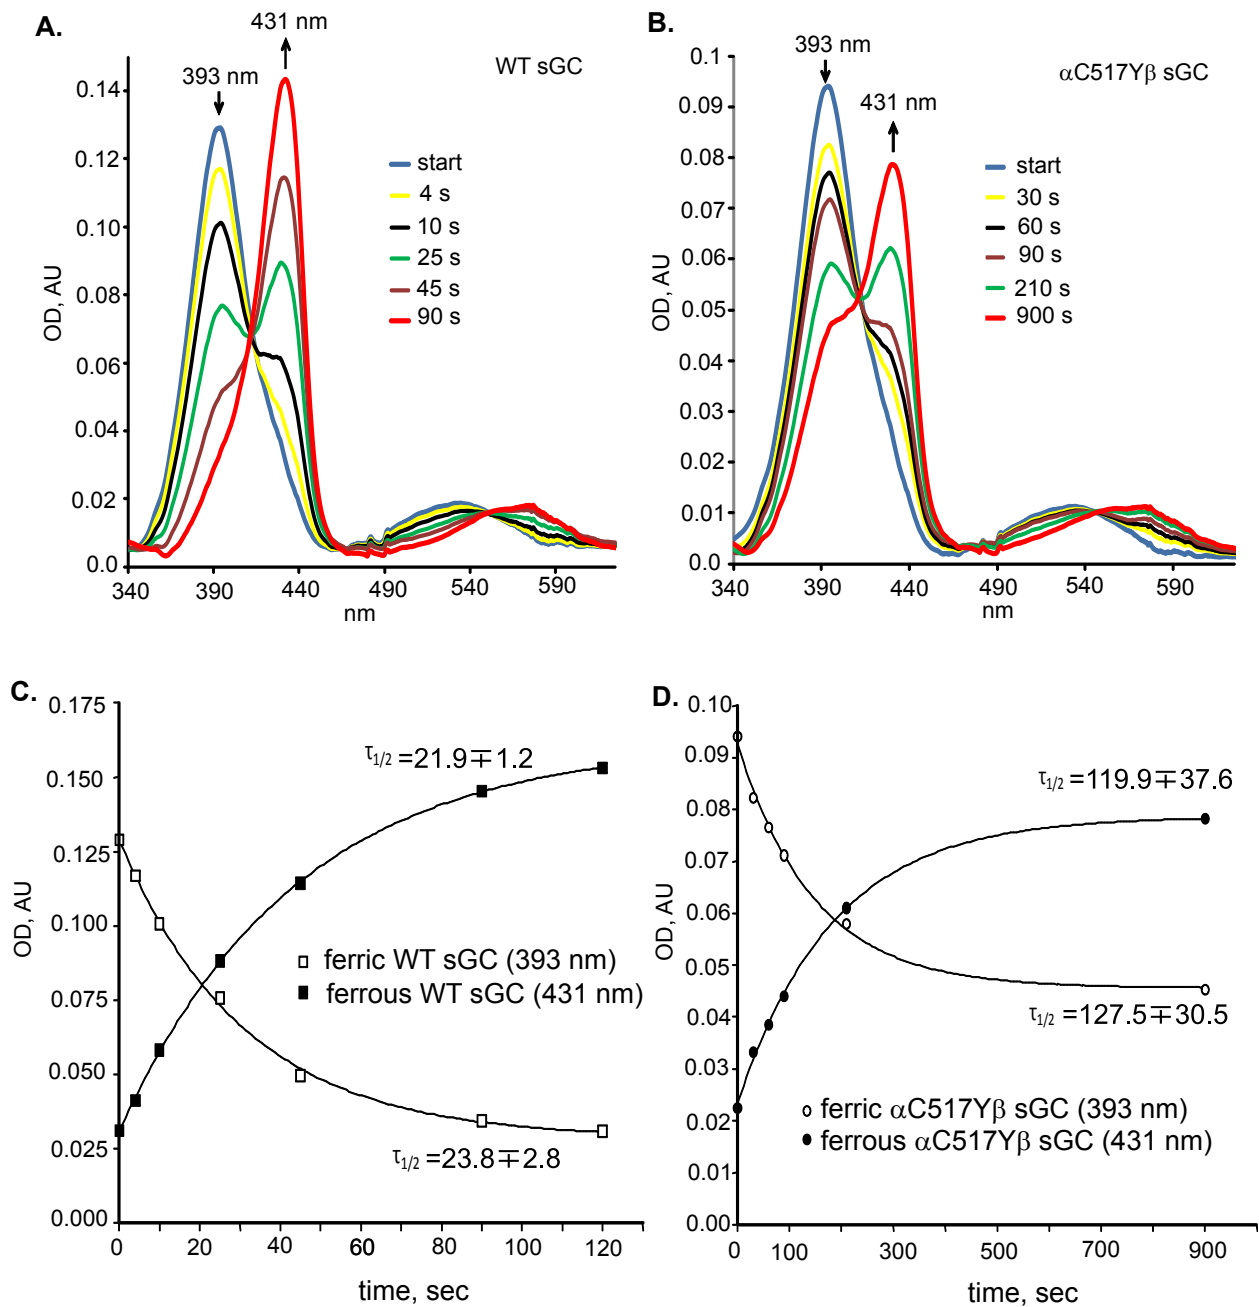 A.
431 nm
393 nm
WT sGC
start
4 s
10 s
25 s
45 s
90 s
OD, AU
0.14
0.12
0.10
0.08
0.06
0.04
0.02
0.0
340
390
440
490
540
590
nm
B.
393 nm
431 nm
αC517Yβ sGC
start
30 s
60 s
90 s
210 s
900 s
OD, AU
0.1
0.09
0.08
0.07
0.06
0.05
0.04
0.03
0.02
0.01
0.0
340
390
440
490
540
590
nm
C.
0.175
0.150
0.125
0.100
0.075
0.050
0.025
0.000
OD, AU
τ1/2 =21.9∓1.2
ferric WT sGC (393 nm)
ferrous WT sGC (431 nm)
τ1/2 =23.8∓2.8
0
20
40
60
80
100
120
time, sec
D.
0.10
0.09
0.08
0.07
0.06
0.05
0.04
0.03
0.02
0.01
0.00
OD, AU
τ1/2 =119.9∓37.6
τ1/2 =127.5∓30.5
ferric αC517Yβ sGC (393 nm)
ferrous αC517Yβ sGC (431 nm)
0
100
300
500
700
900
time, sec